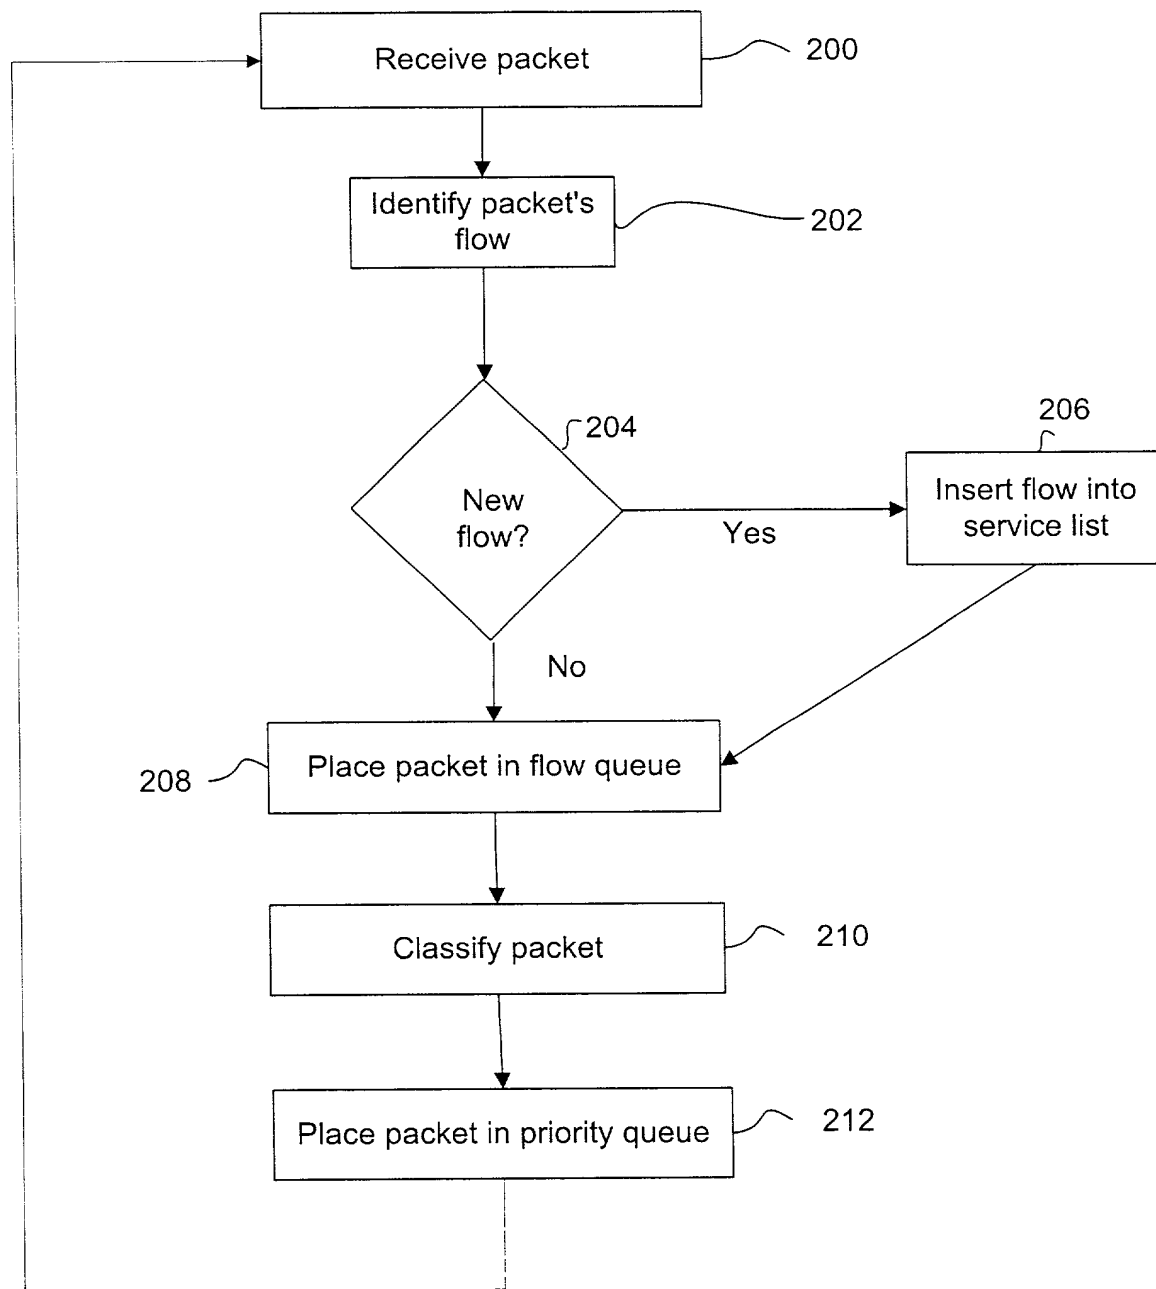 Receive packet
200
Identify packet's
flow
202
204
New
flow?
Yes
206
Insert flow into
service list
No
Place packet in flow queue
208
Classify packet
210
Place packet in priority queue
212